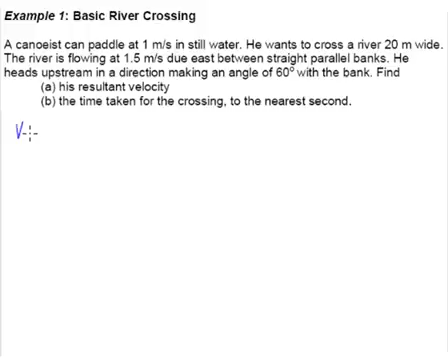 Example 1: Basic River Crossing
A canoeist can paddle at 1 m/s in still water. He wants to cross a river 20 m wide.
The river is flowing at 1.5 m/s due east between straight parallel banks. He
heads upstream in a direction making an angle of 60° with the bank. Find
(a) his resultant velocity
(b) the time taken for the crossing, to the nearest second.
V